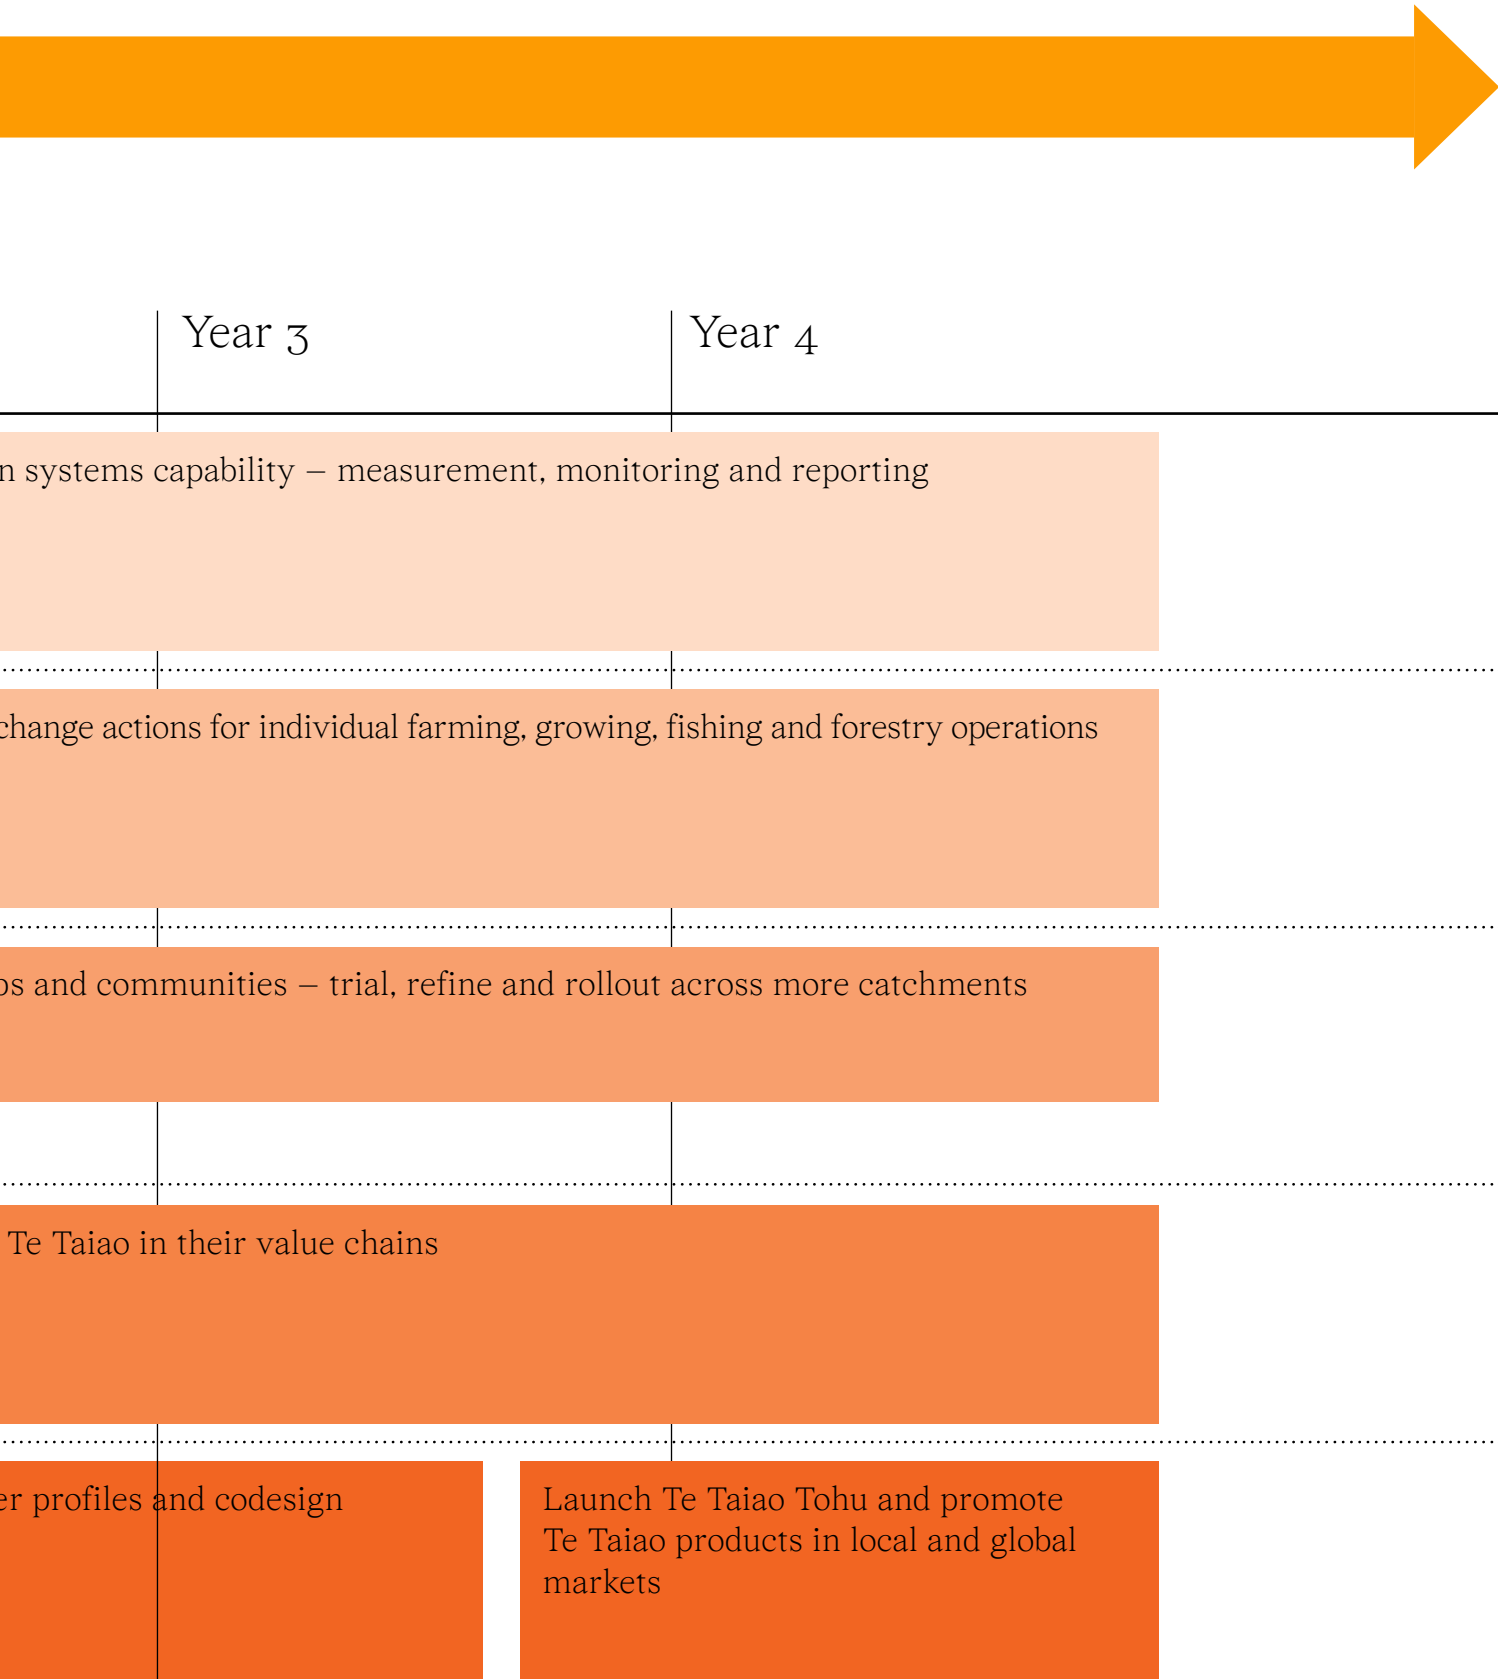 Year 3
Year 4
systems capability – measurement, monitoring and reporting
change actions for individual farming, growing, fishing and forestry operations
and communities – trial, refine and rollout across more catchments
Te Taiao in their value chains
profiles and codesign
Launch Te Taiao Tohu and promote
Te Taiao products in local and global
markets